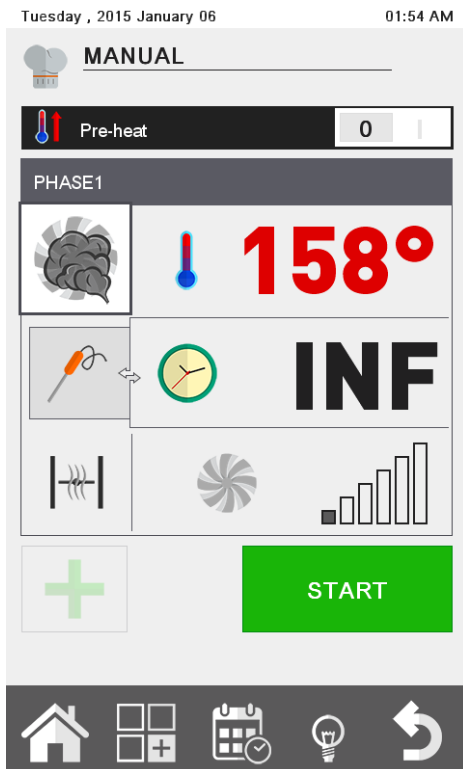 Tuesday , 2015 January 06 01:54 AM
MANUAL
Pre-heat 0 I
PHASE1
158°
INF
START